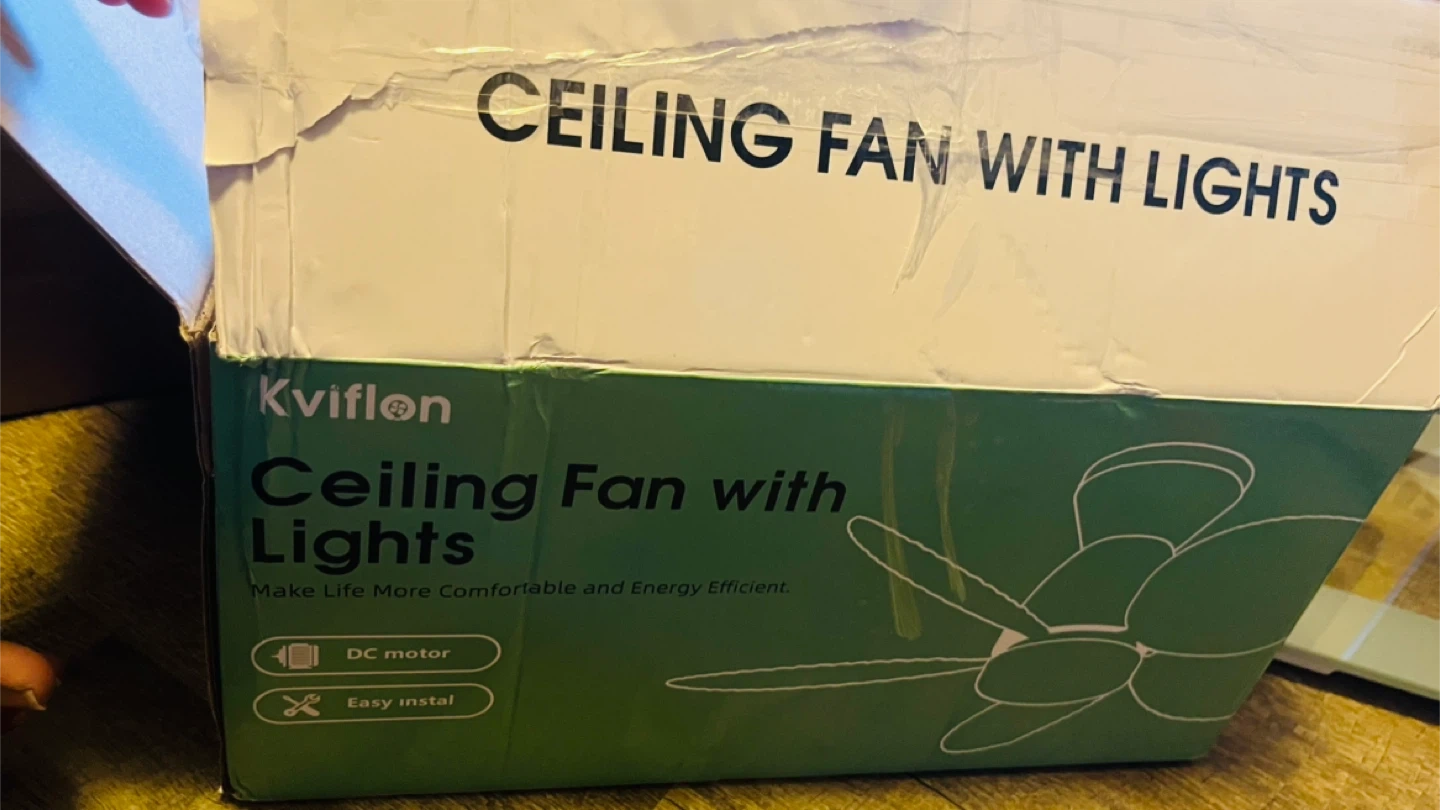 CEILING FAN WITH LIGHTS
Kviflon
Ceiling Fan with
Lights
Make Life More Comfortable and Energy Efficient.
DC motor
Easy instal